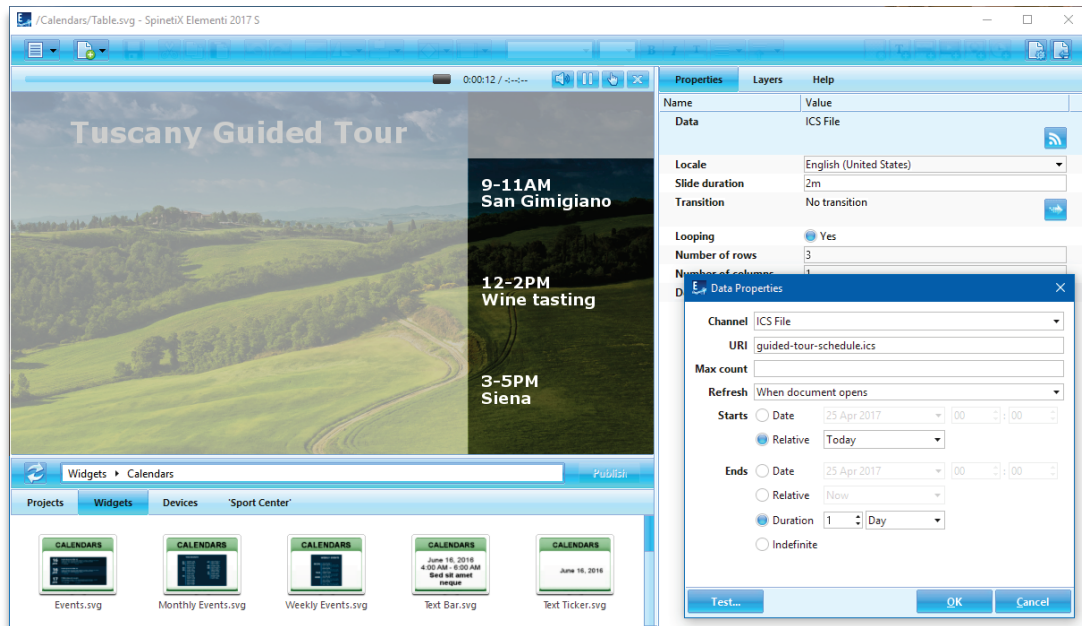 /Calendars/Table.svg - SpinetiX Elementi 2017 S
0:00:12 / -:--:--
Tuscany Guided Tour
9-11AM
San Gimigiano
12-2PM
Wine tasting
3-5PM
Siena
Properties Layers Help
Name Value
Data ICS File
Locale English (United States)
Slide duration 2m
Transition No transition
Looping Yes
Number of rows 3
Number of columns 1
D
Data Properties
Channel ICS File
URI guided-tour-schedule.ics
Max count
Refresh When document opens
Starts Date 25 Apr 2017 00 : 00
Relative Today
Ends Date 25 Apr 2017 00 : 00
Relative Now
Duration 1 Day
Indefinite
Test... OK Cancel
Widgets Calendars Publish
Projects Widgets Devices 'Sport Center'
CALENDARS
Events.svg
CALENDARS
Monthly Events.svg
CALENDARS
Weekly Events.svg
CALENDARS
June 16, 2016
4:00 AM - 6:00 AM
Sed sit amet
neque
Text Bar.svg
CALENDARS
June 16, 2016
Text Ticker.svg